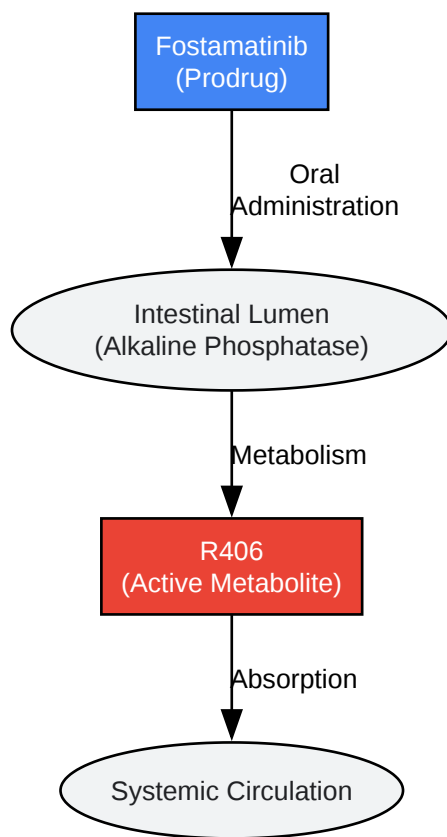 Fostamatinib
(Prodrug)
Oral
Administration
Intestinal Lumen
(Alkaline Phosphatase)
Metabolism
R406
(Active Metabolite)
Absorption
Systemic Circulation